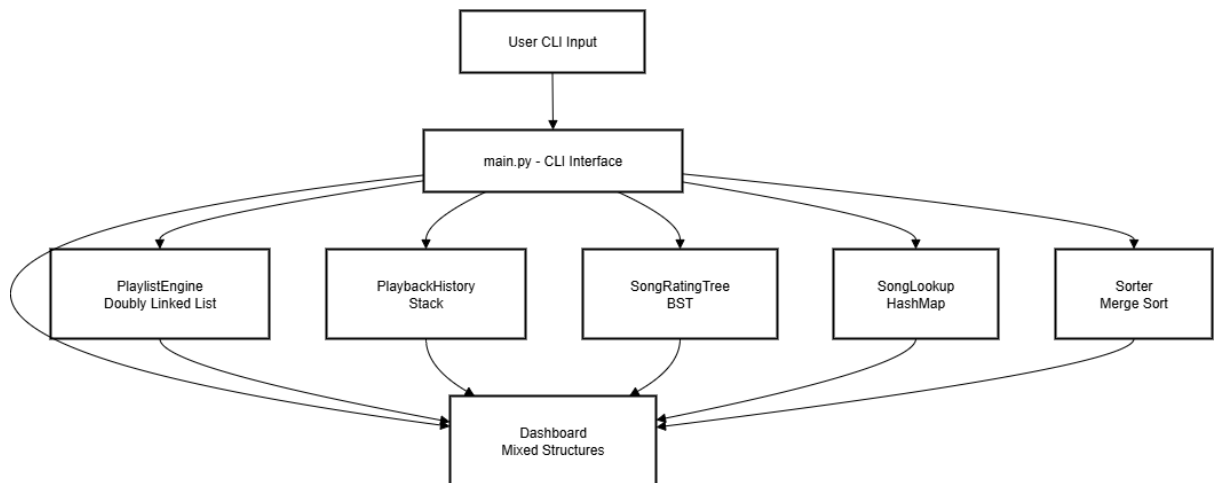 User CLI Input
main.py - CLI Interface
PlaylistEngine
Doubly Linked List
PlaybackHistory
Stack
SongRatingTree
BST
SongLookup
HashMap
Sorter
Merge Sort
Dashboard
Mixed Structures